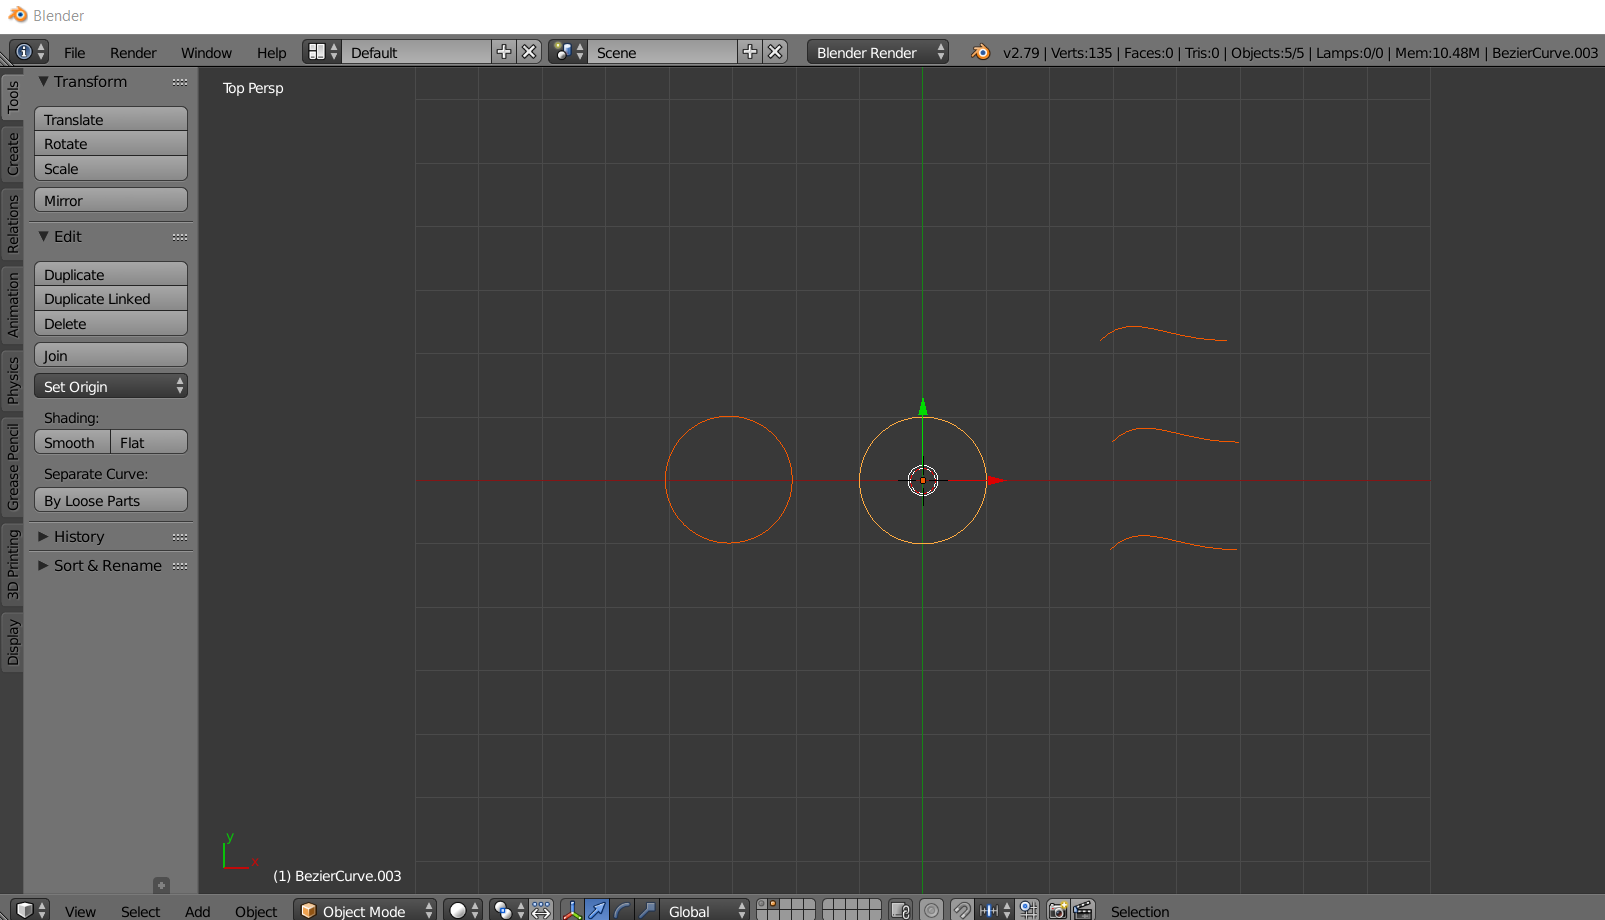 Blender
File Render Window Help Default Scene Blender Render v2.79 | Verts:135 | Faces:0 | Tris:0 | Objects:5/5 | Lamps:0/0 | Mem:10.48M | BezierCurve.003
Tools
Create
Relations
Animation
Physics
Grease Pencil
3D Printing
Display
Transform
Translate
Rotate
Scale
Mirror
Edit
Duplicate
Duplicate Linked
Delete
Join
Set Origin
Shading:
Smooth Flat
Separate Curve:
By Loose Parts
History
Sort & Rename
Top Persp
y
x
(1) BezierCurve.003
View Select Add Object Object Mode Global Selection